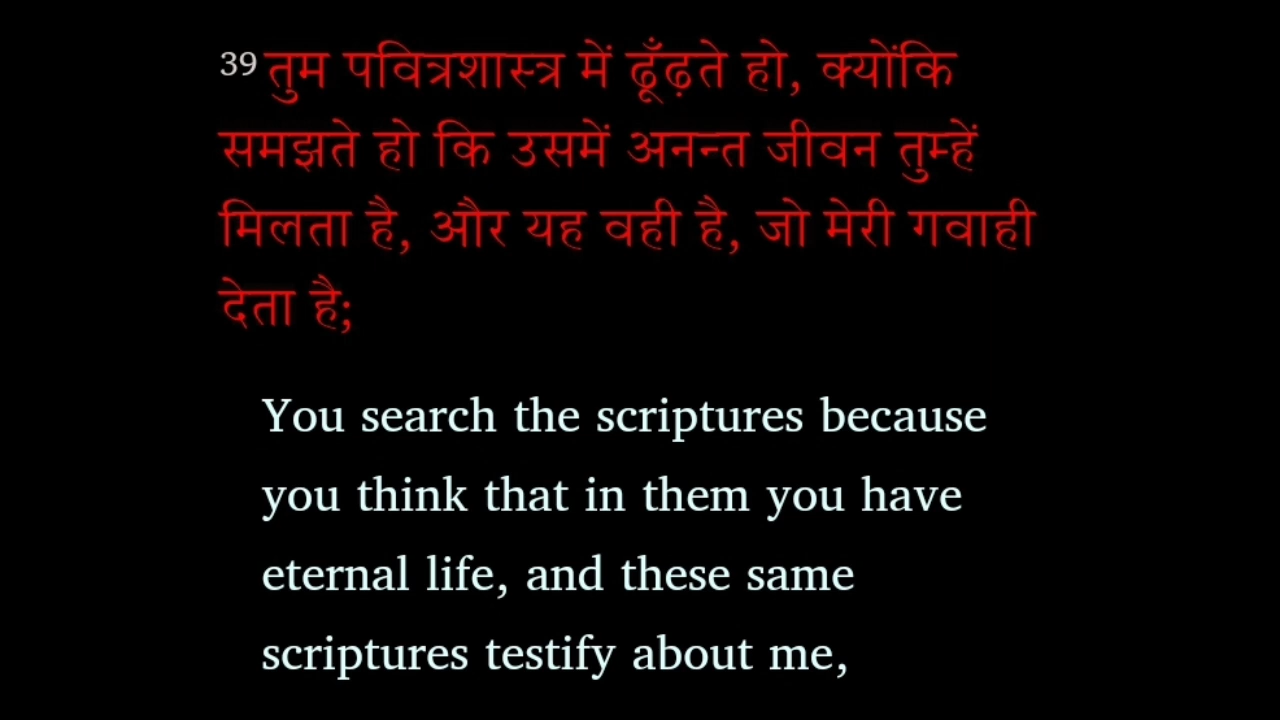 39 तुम पवित्रशास्त्र में ढूँढ़ते हो, क्योंकि
समझते हो कि उसमें अनन्त जीवन तुम्हें
मिलता है, और यह वही है, जो मेरी गवाही
देता है;
You search the scriptures because
you think that in them you have
eternal life, and these same
scriptures testify about me,